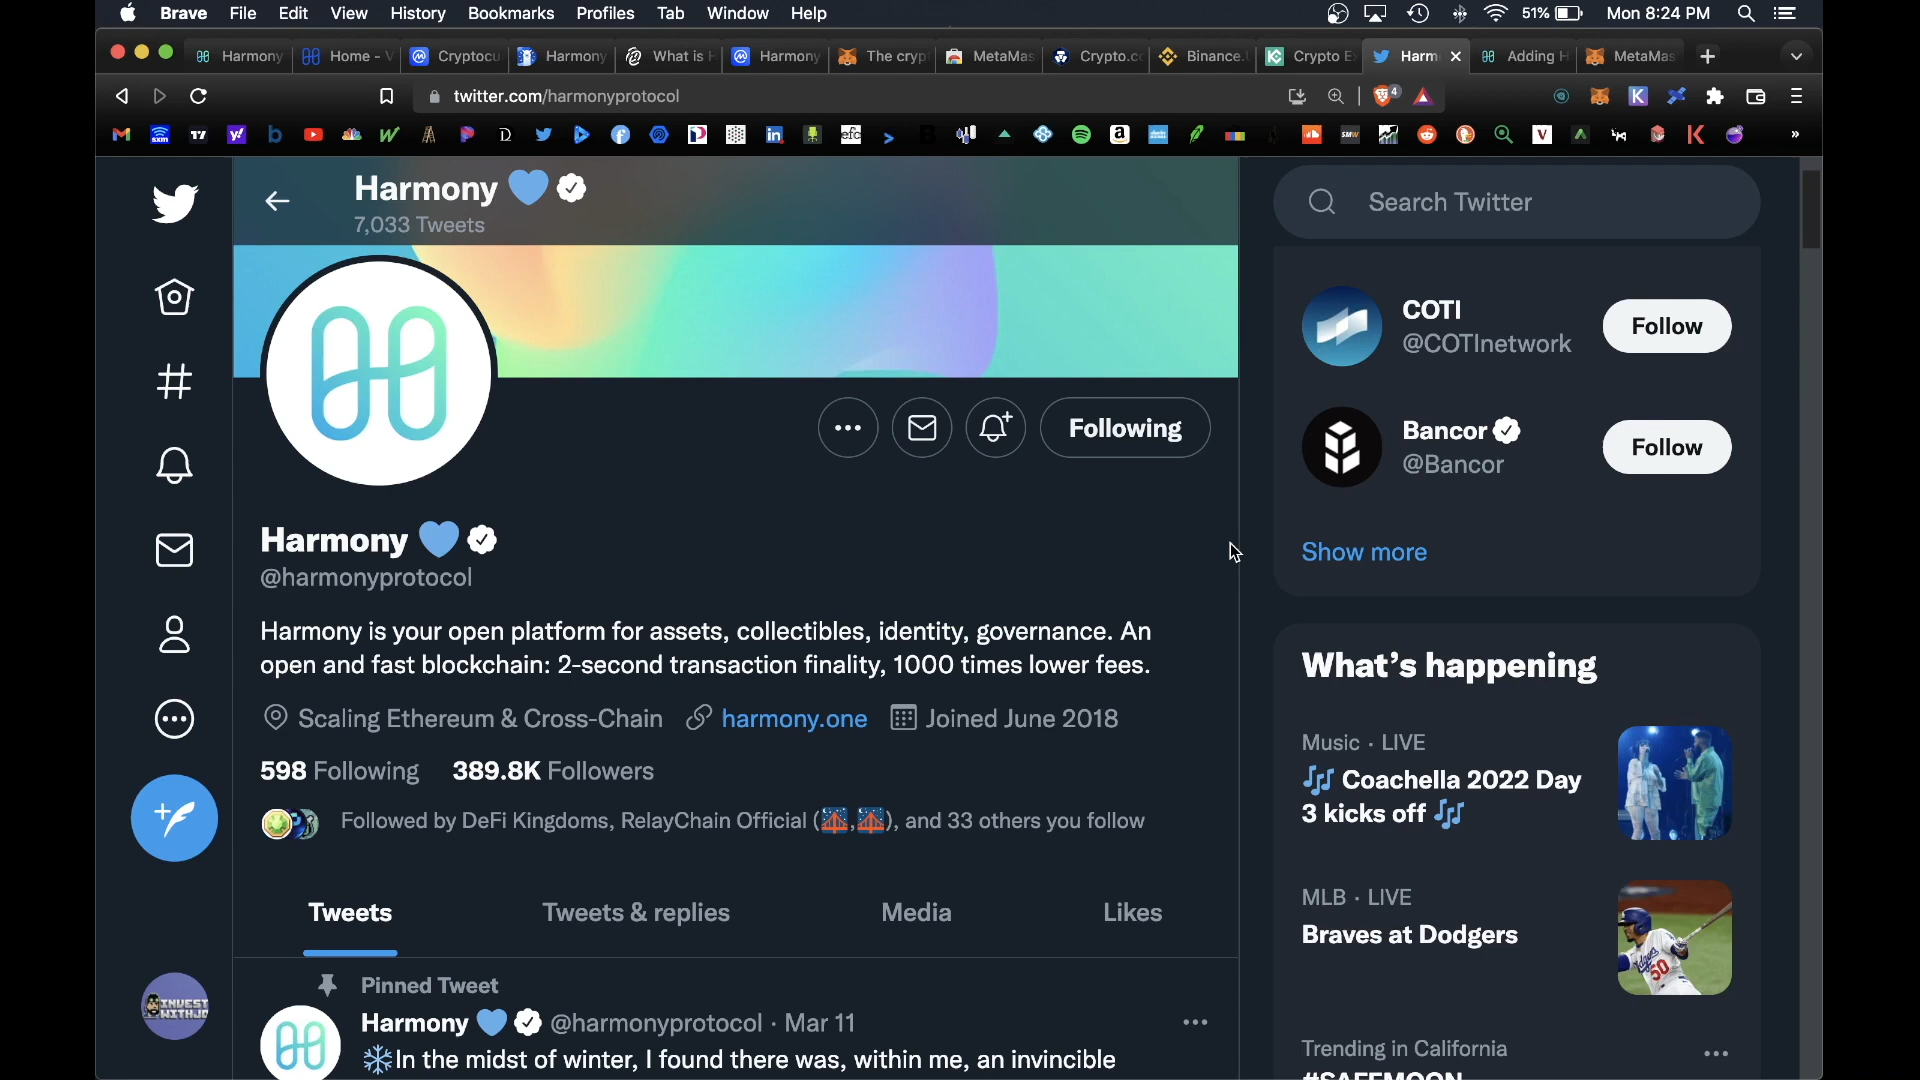 Brave File Edit View History Bookmarks Profiles Tab Window Help 51% Mon 8:24 PM
Harmony Home - V Cryptocu Harmony What is H Harmony The cryp MetaMas Crypto.co Binance. Crypto Ex Harm Adding H MetaMas
twitter.com/harmonyprotocol
Harmony 💙
7,033 Tweets
Search Twitter
COTI
@COTInetwork
Follow
Bancor
@Bancor
Follow
Show more
Following
Harmony 💙
@harmonyprotocol
Harmony is your open platform for assets, collectibles, identity, governance. An
open and fast blockchain: 2-second transaction finality, 1000 times lower fees.
Scaling Ethereum & Cross-Chain harmony.one Joined June 2018
598 Following 389.8K Followers
Followed by DeFi Kingdoms, RelayChain Official (🌉,🌉), and 33 others you follow
Tweets Tweets & replies Media Likes
Pinned Tweet
Harmony 💙 @harmonyprotocol · Mar 11
❄️In the midst of winter, I found there was, within me, an invincible
What's happening
Music · LIVE
🎶 Coachella 2022 Day
3 kicks off 🎶
MLB · LIVE
Braves at Dodgers
Trending in California
#SAFEMOON